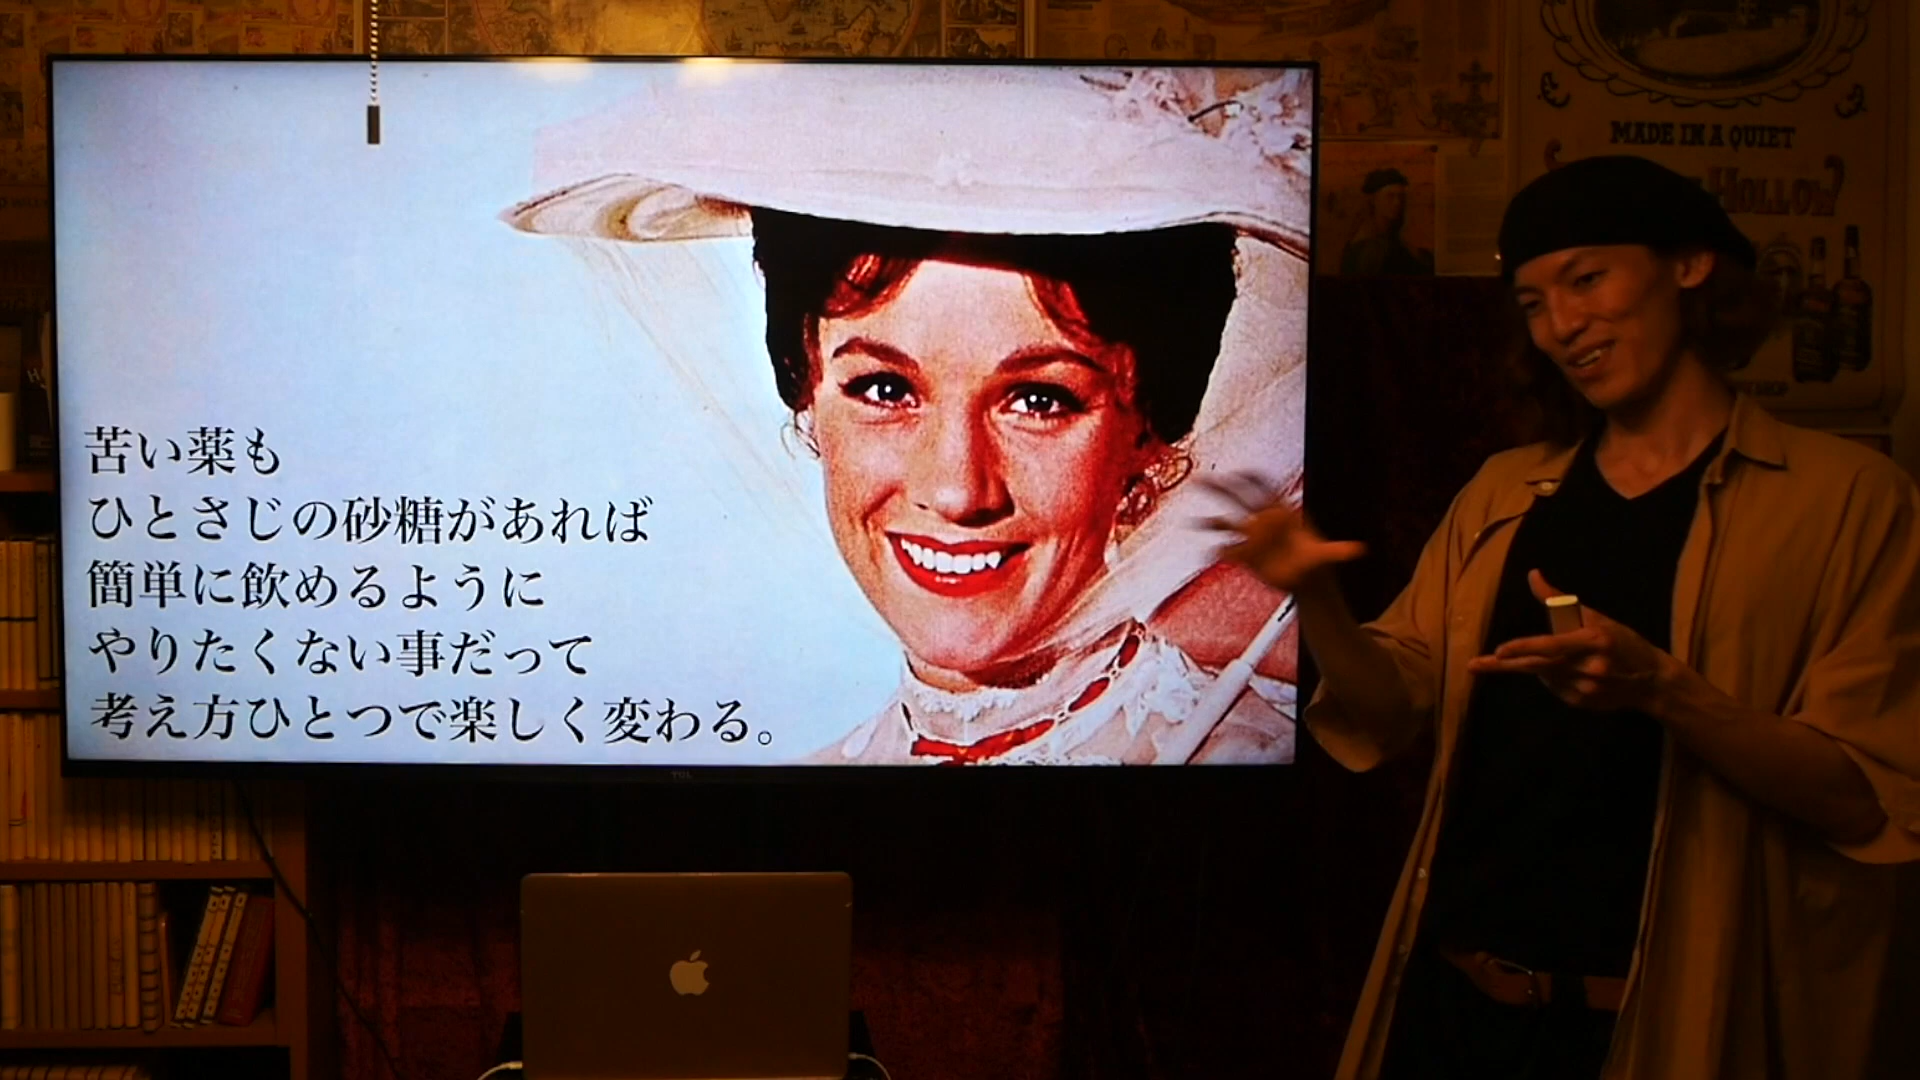 MADE IN A QUIET
HOLLOW
苦い薬も
ひとさじの砂糖があれば
簡単に飲めるように
やりたくない事だって
考え方ひとつで楽しく変わる。
TCL